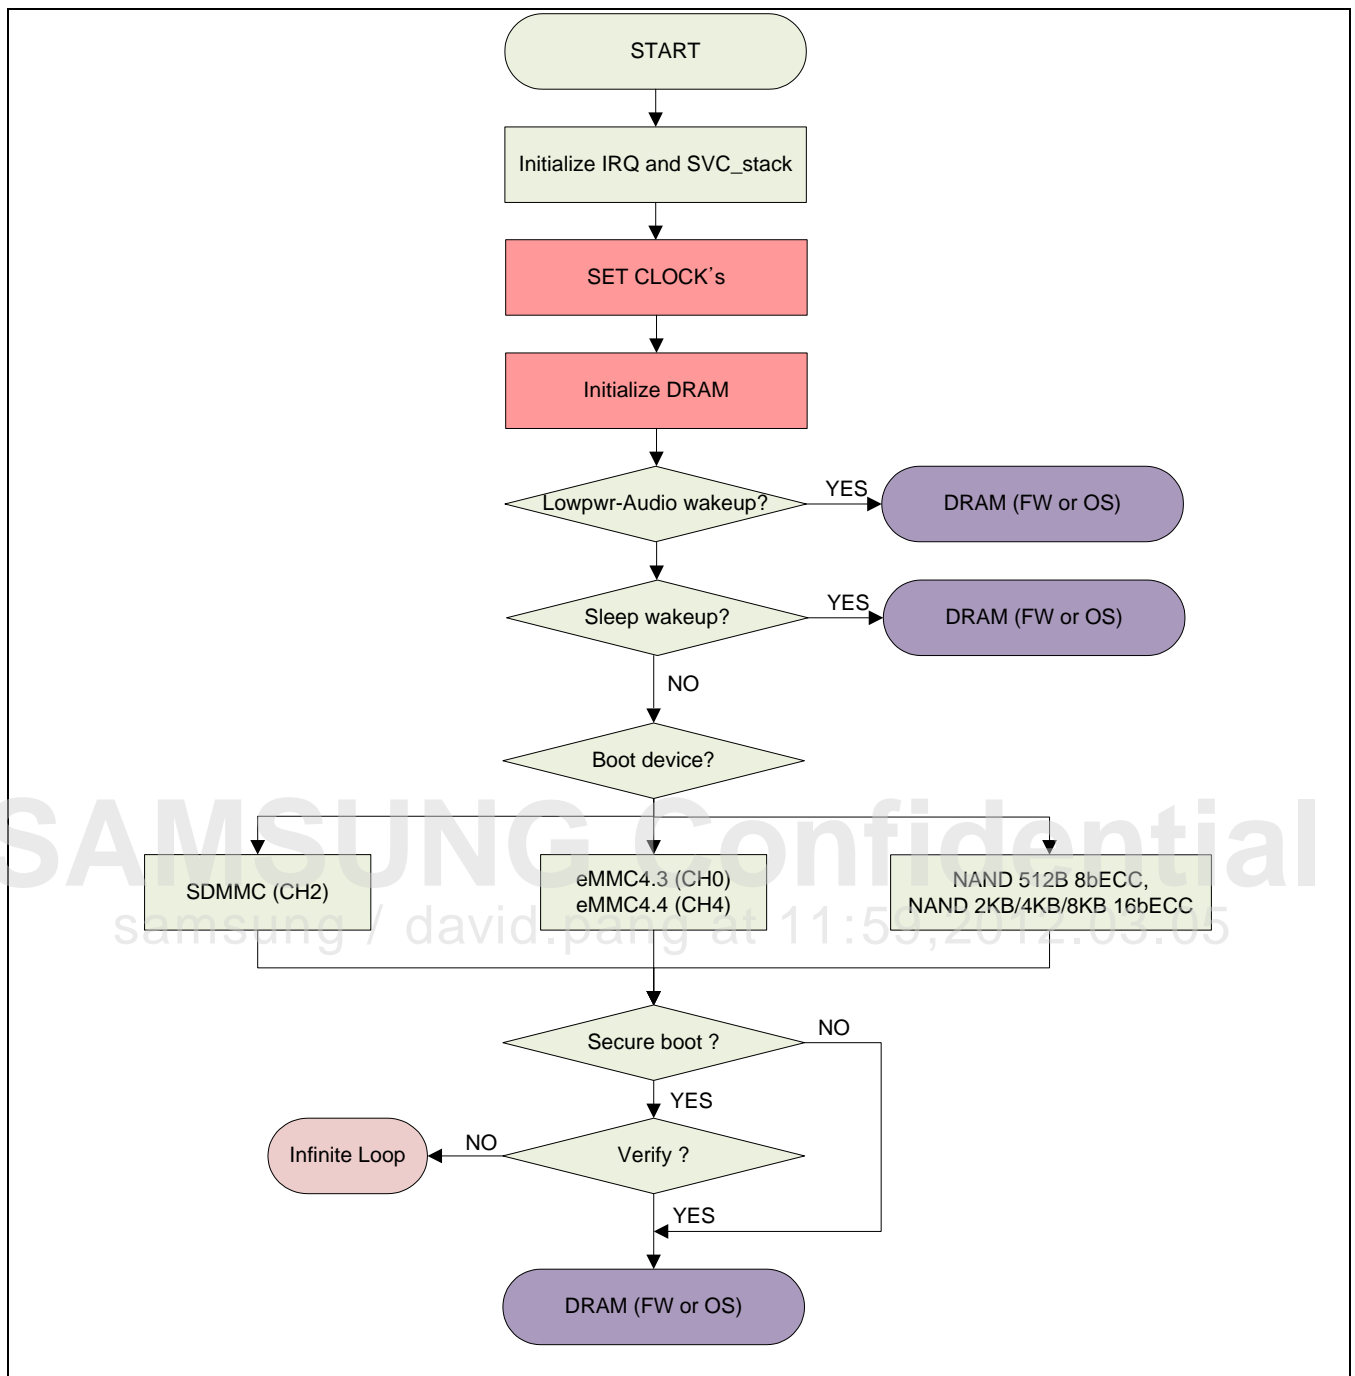 START
Initialize IRQ and SVC_stack
SET CLOCK's
Initialize DRAM
Lowpwr-Audio wakeup?
YES
DRAM (FW or OS)
Sleep wakeup?
YES
DRAM (FW or OS)
NO
Boot device?
SAMSUNG Confidential
SDMMC (CH2)
eMMC4.3 (CH0)
eMMC4.4 (CH4)
NAND 512B 8bECC,
NAND 2KB/4KB/8KB 16bECC
samsung / david.pang at 11:59,2012.03.05
Secure boot ?
NO
YES
Infinite Loop
NO
Verify ?
YES
DRAM (FW or OS)